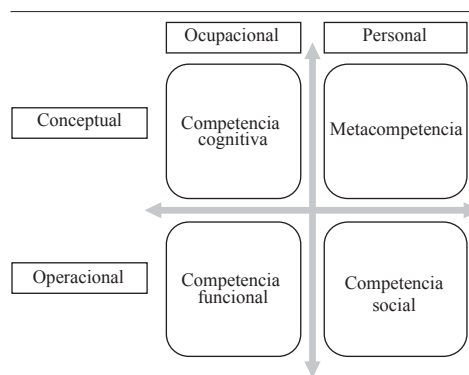 Ocupacional
Personal
Conceptual
Competencia
cognitiva
Metacompetencia
Operacional
Competencia
funcional
Competencia
social